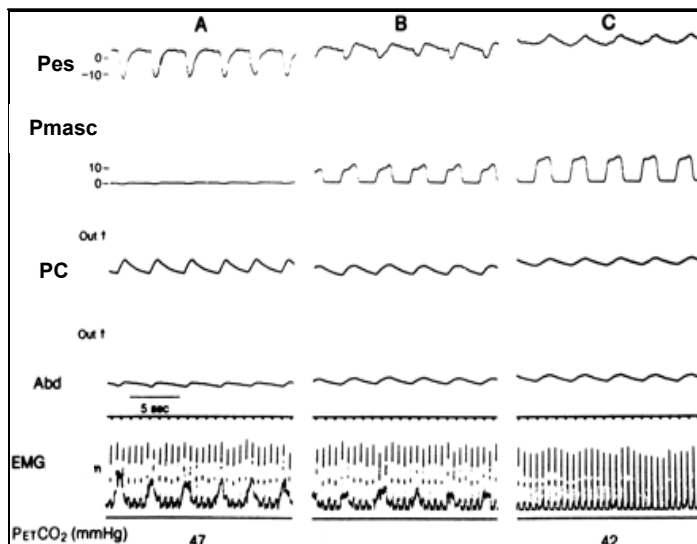 A B C
Pes
0
-10
Pmasc
10
0
Out ↑
PC
Out ↑
Abd
5 sec
EMG
PETCO2 (mmHg) 47 42